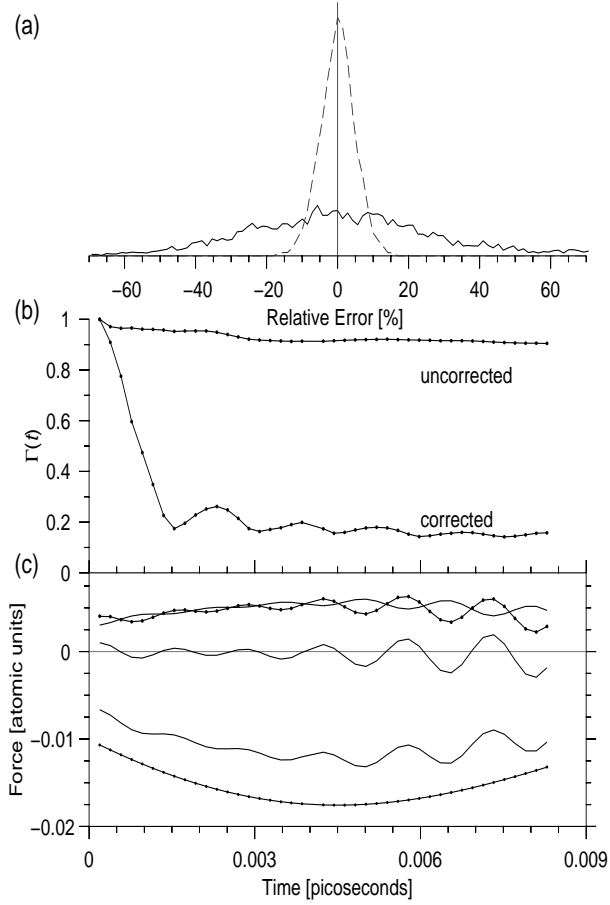 (a)
−60 −40 −20 0 20 40 60
Relative Error [%]
(b)
1
0.8
0.6
0.4
0.2
0
Γ(t)
uncorrected
corrected
(c)
0
−0.01
−0.02
Force [atomic units]
0 0.003 0.006 0.009
Time [picoseconds]